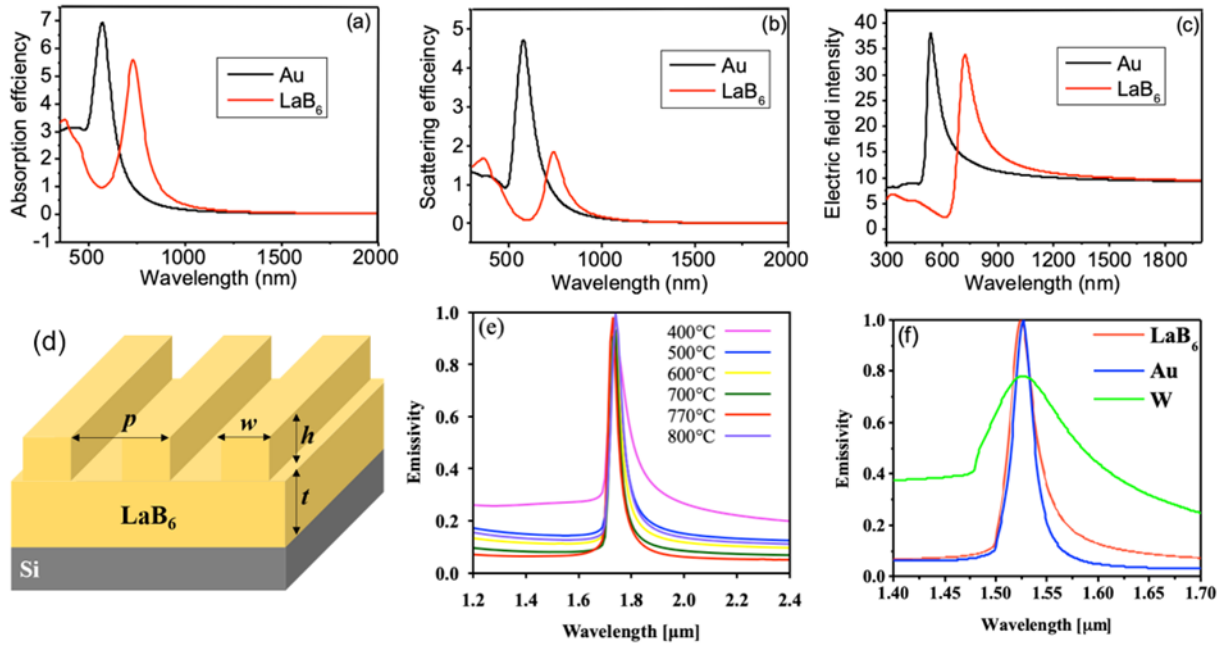 (a)
Absorption effciency
7
6
5
4
3
2
1
0
-1
Au
LaB₆
500
1000
1500
2000
Wavelength (nm)
(b)
Scattering efficeincy
5
4
3
2
1
0
Au
LaB₆
500
1000
1500
2000
Wavelength (nm)
(c)
Electric field intensity
40
35
30
25
20
15
10
5
0
Au
LaB₆
300
600
900
1200
1500
1800
Wavelength (nm)
(d)
p
w
h
t
LaB₆
Si
(e)
Emissivity
1.0
0.8
0.6
0.4
0.2
0.0
400°C
500°C
600°C
700°C
770°C
800°C
1.2
1.4
1.6
1.8
2.0
2.2
2.4
Wavelength [μm]
(f)
Emissivity
1.0
0.8
0.6
0.4
0.2
0.0
LaB₆
Au
W
1.40
1.45
1.50
1.55
1.60
1.65
1.70
Wavelength [μm]